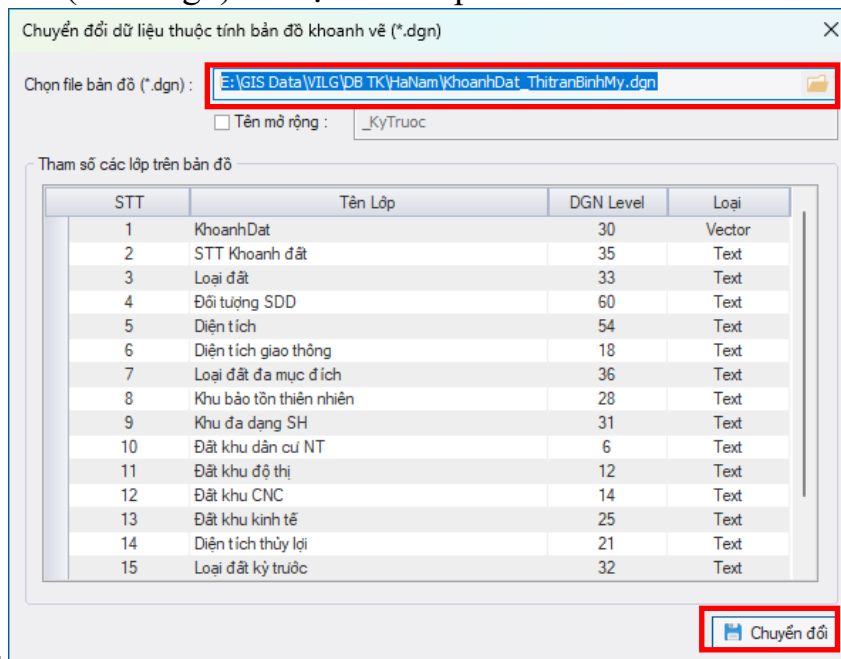 Chuyển đổi dữ liệu thuộc tính bản đồ khoanh vẽ (*.dgn)
Chọn file bản đồ (*.dgn) : E:\GIS Data\VILG\DB TK\HaNam\KhoanhDat_ThitranBinhMy.dgn
Tên mở rộng : _KyTruoc
Tham số các lớp trên bản đồ
STT Tên Lớp DGN Level Loại
1 KhoanhDat 30 Vector
2 STT Khoanh đất 35 Text
3 Loại đất 33 Text
4 Đối tượng SDD 60 Text
5 Diện tích 54 Text
6 Diện tích giao thông 18 Text
7 Loại đất đa mục đích 36 Text
8 Khu bảo tồn thiên nhiên 28 Text
9 Khu đa dạng SH 31 Text
10 Đất khu dân cư NT 6 Text
11 Đất khu độ thị 12 Text
12 Đất khu CNC 14 Text
13 Đất khu kinh tế 25 Text
14 Diện tích thủy lợi 21 Text
15 Loại đất kỳ trước 32 Text
Chuyển đổi